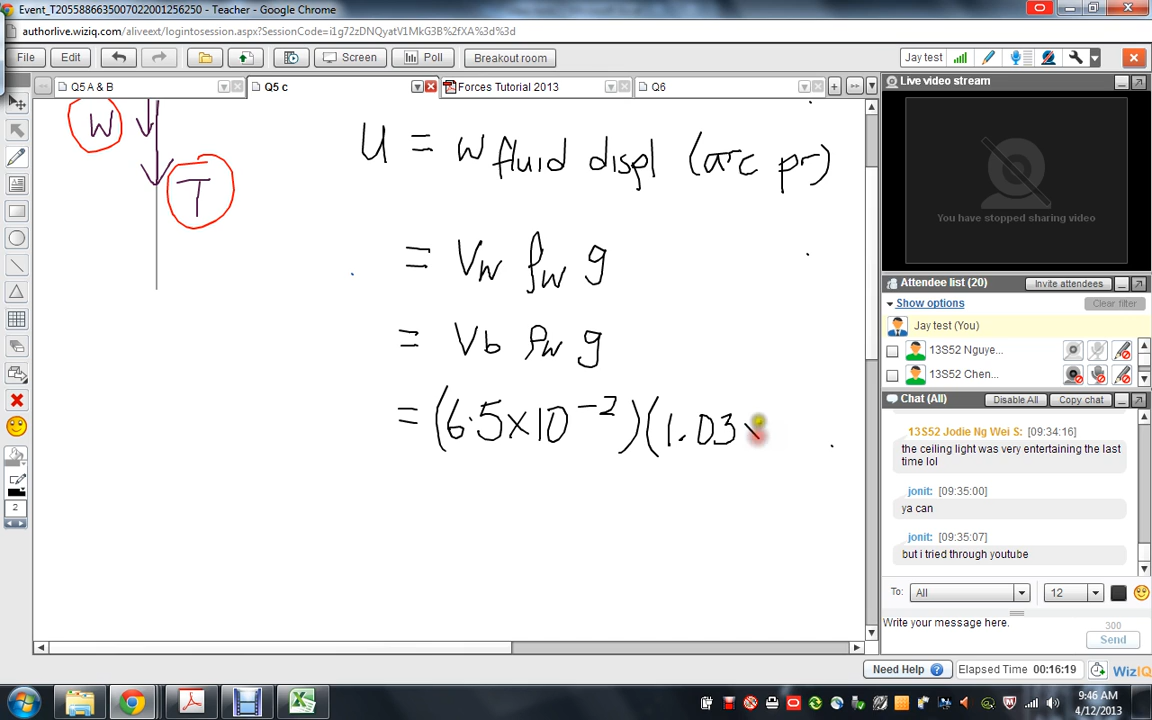 Event_T205588663500702200125625​0 - Teacher - Google Chrome
authorlive.wiziq.com/aliveext/logintosession.aspx?SessionCode=i1g72zDNQyatV1MkG3B%2fXA%3d%3d
File Edit Screen Poll Breakout room Jay test
Q5 A & B Q5 c Forces Tutorial 2013 Q6
W
T
U = W fluid displ (arc pr)
= Vw ρw g
= Vb ρw g
= (6.5×10⁻²)(1.03×
2
Live video stream
You have stopped sharing video
Attendee list (20) Invite attendees
Show options Clear filter
Jay test (You)
13S52 Nguye...
13S52 Chen...
Chat (All) Disable All Copy chat
13S52 Jodie Ng Wei S: [09:34:16]
the ceiling light was very entertaining the last
time lol
jonit: [09:35:00]
ya can
jonit: [09:35:07]
but i tried through youtube
To: All 12
Write your message here.
300
Send
Need Help ? Elapsed Time 00:16:19 WizIQ
9:46 AM
4/12/2013